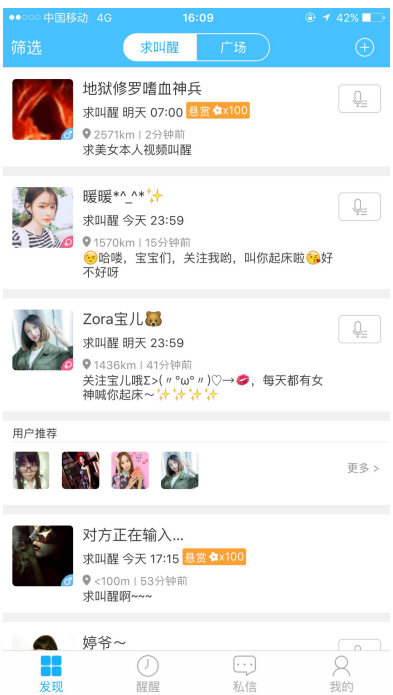 中国移动 4G 16:09 42%
筛选 求叫醒 广场
地狱修罗嗜血神兵
求叫醒 明天 07:00 悬赏 x100
2571km | 2分钟前
求美女本人视频叫醒
暖暖*^_^*✨
求叫醒 今天 23:59
1570km | 15分钟前
😉哈喽，宝宝们，关注我哟，叫你起床啦😘好
不好呀
Zora宝儿🐻
求叫醒 明天 23:59
1436km | 41分钟前
关注宝儿哦Σ>(〃°ω°〃)♡→💋，每天都有女
神喊你起床～✨✨✨✨
用户推荐
更多 >
对方正在输入...
求叫醒 今天 17:15 悬赏 x100
<100m | 53分钟前
求叫醒啊~~~
婷爷～
发现 醒醒 私信 我的